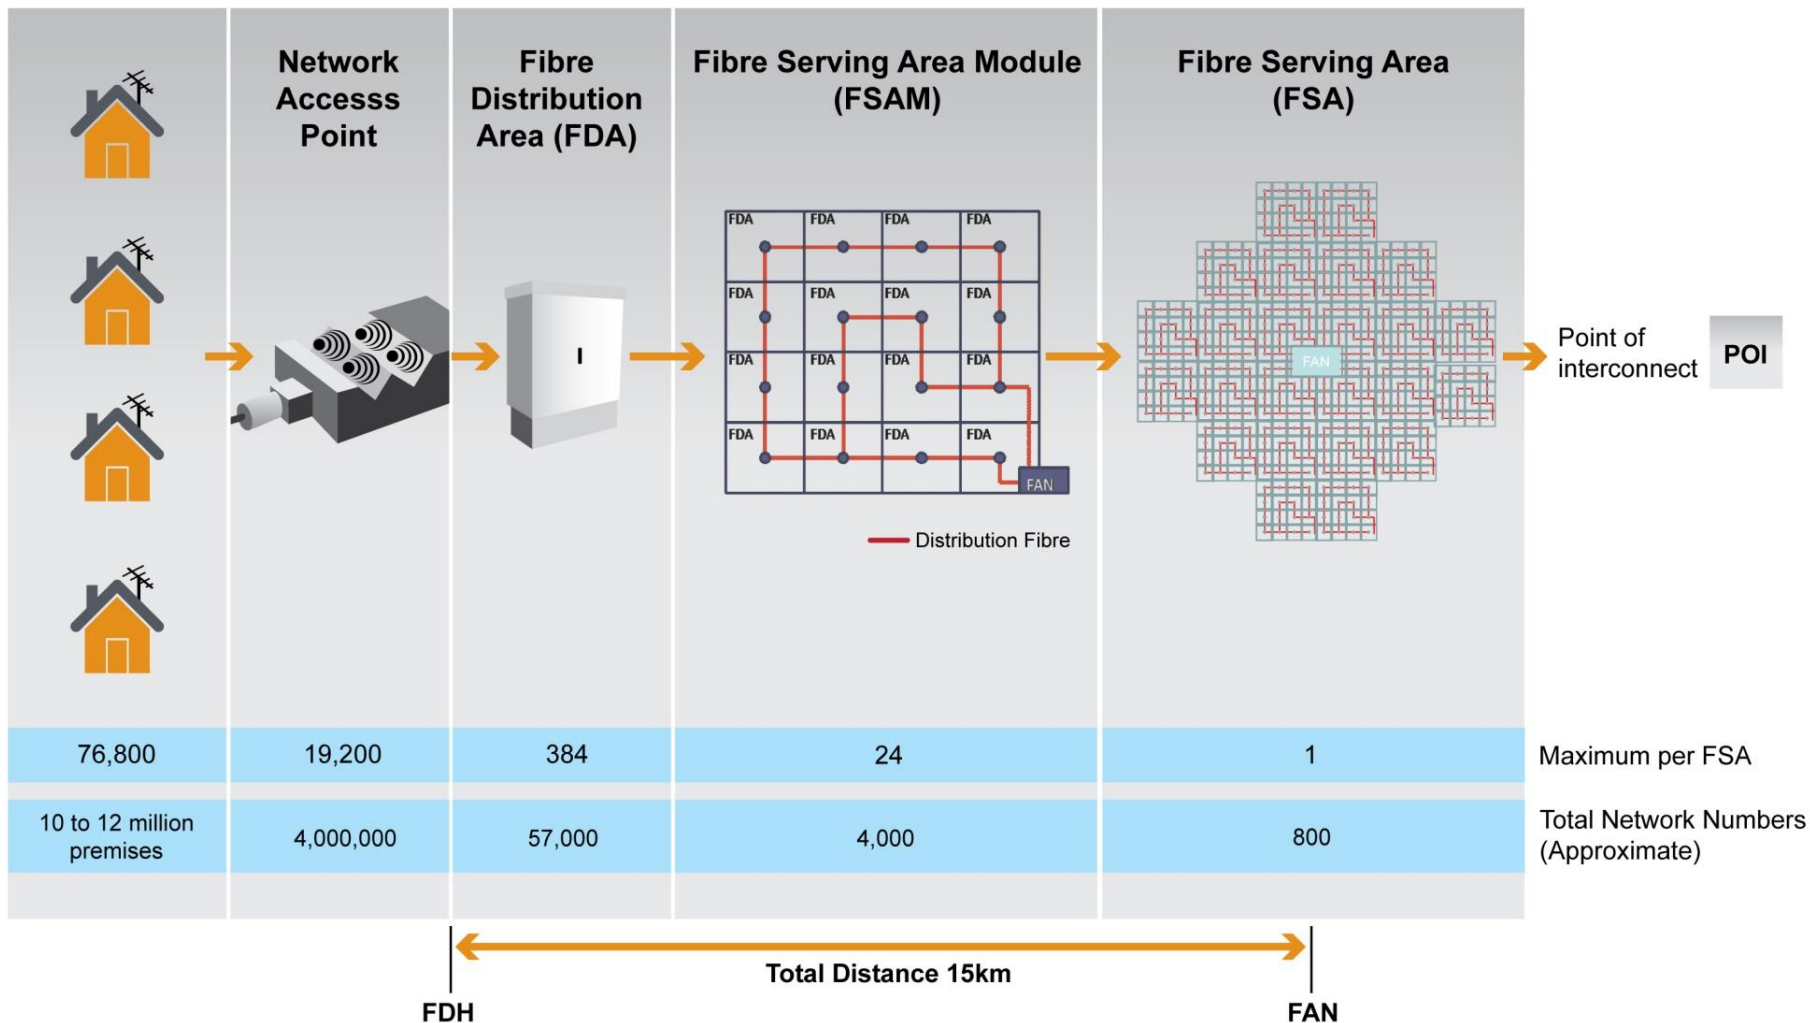 Network
Accesss
Point
Fibre
Distribution
Area (FDA)
Fibre Serving Area Module
(FSAM)
Fibre Serving Area
(FSA)
FDA FDA FDA FDA
FDA FDA FDA FDA
FDA FDA FDA FDA
FDA FDA FDA FDA
FAN
Distribution Fibre
FAN
Point of
interconnect
POI
76,800 19,200 384 24 1 Maximum per FSA
10 to 12 million
premises
4,000,000 57,000 4,000 800
Total Network Numbers
(Approximate)
Total Distance 15km
FDH
FAN